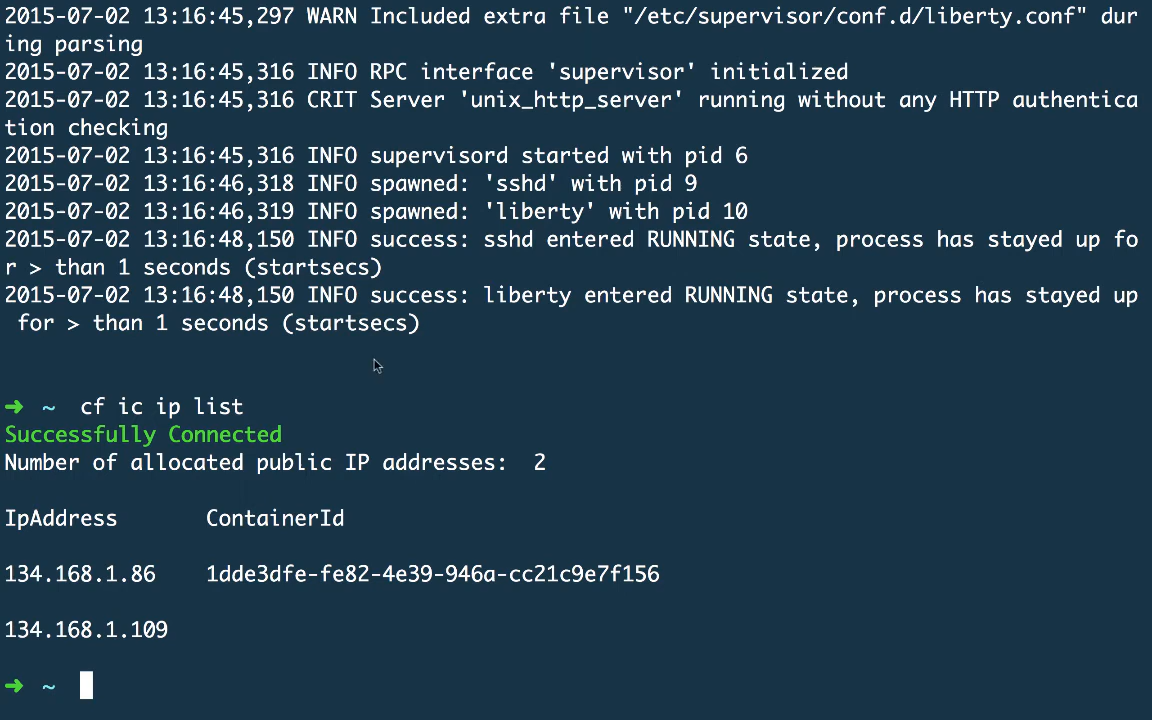 2015-07-02 13:16:45,297 WARN Included extra file "/etc/supervisor/conf.d/liberty.conf" dur
ing parsing
2015-07-02 13:16:45,316 INFO RPC interface 'supervisor' initialized
2015-07-02 13:16:45,316 CRIT Server 'unix_http_server' running without any HTTP authentica
tion checking
2015-07-02 13:16:45,316 INFO supervisord started with pid 6
2015-07-02 13:16:46,318 INFO spawned: 'sshd' with pid 9
2015-07-02 13:16:46,319 INFO spawned: 'liberty' with pid 10
2015-07-02 13:16:48,150 INFO success: sshd entered RUNNING state, process has stayed up fo
r > than 1 seconds (startsecs)
2015-07-02 13:16:48,150 INFO success: liberty entered RUNNING state, process has stayed up
 for > than 1 seconds (startsecs)
➜ ~ cf ic ip list
Successfully Connected
Number of allocated public IP addresses: 2
IpAddress ContainerId
134.168.1.86 1dde3dfe-fe82-4e39-946a-cc21c9e7f156
134.168.1.109
➜ ~